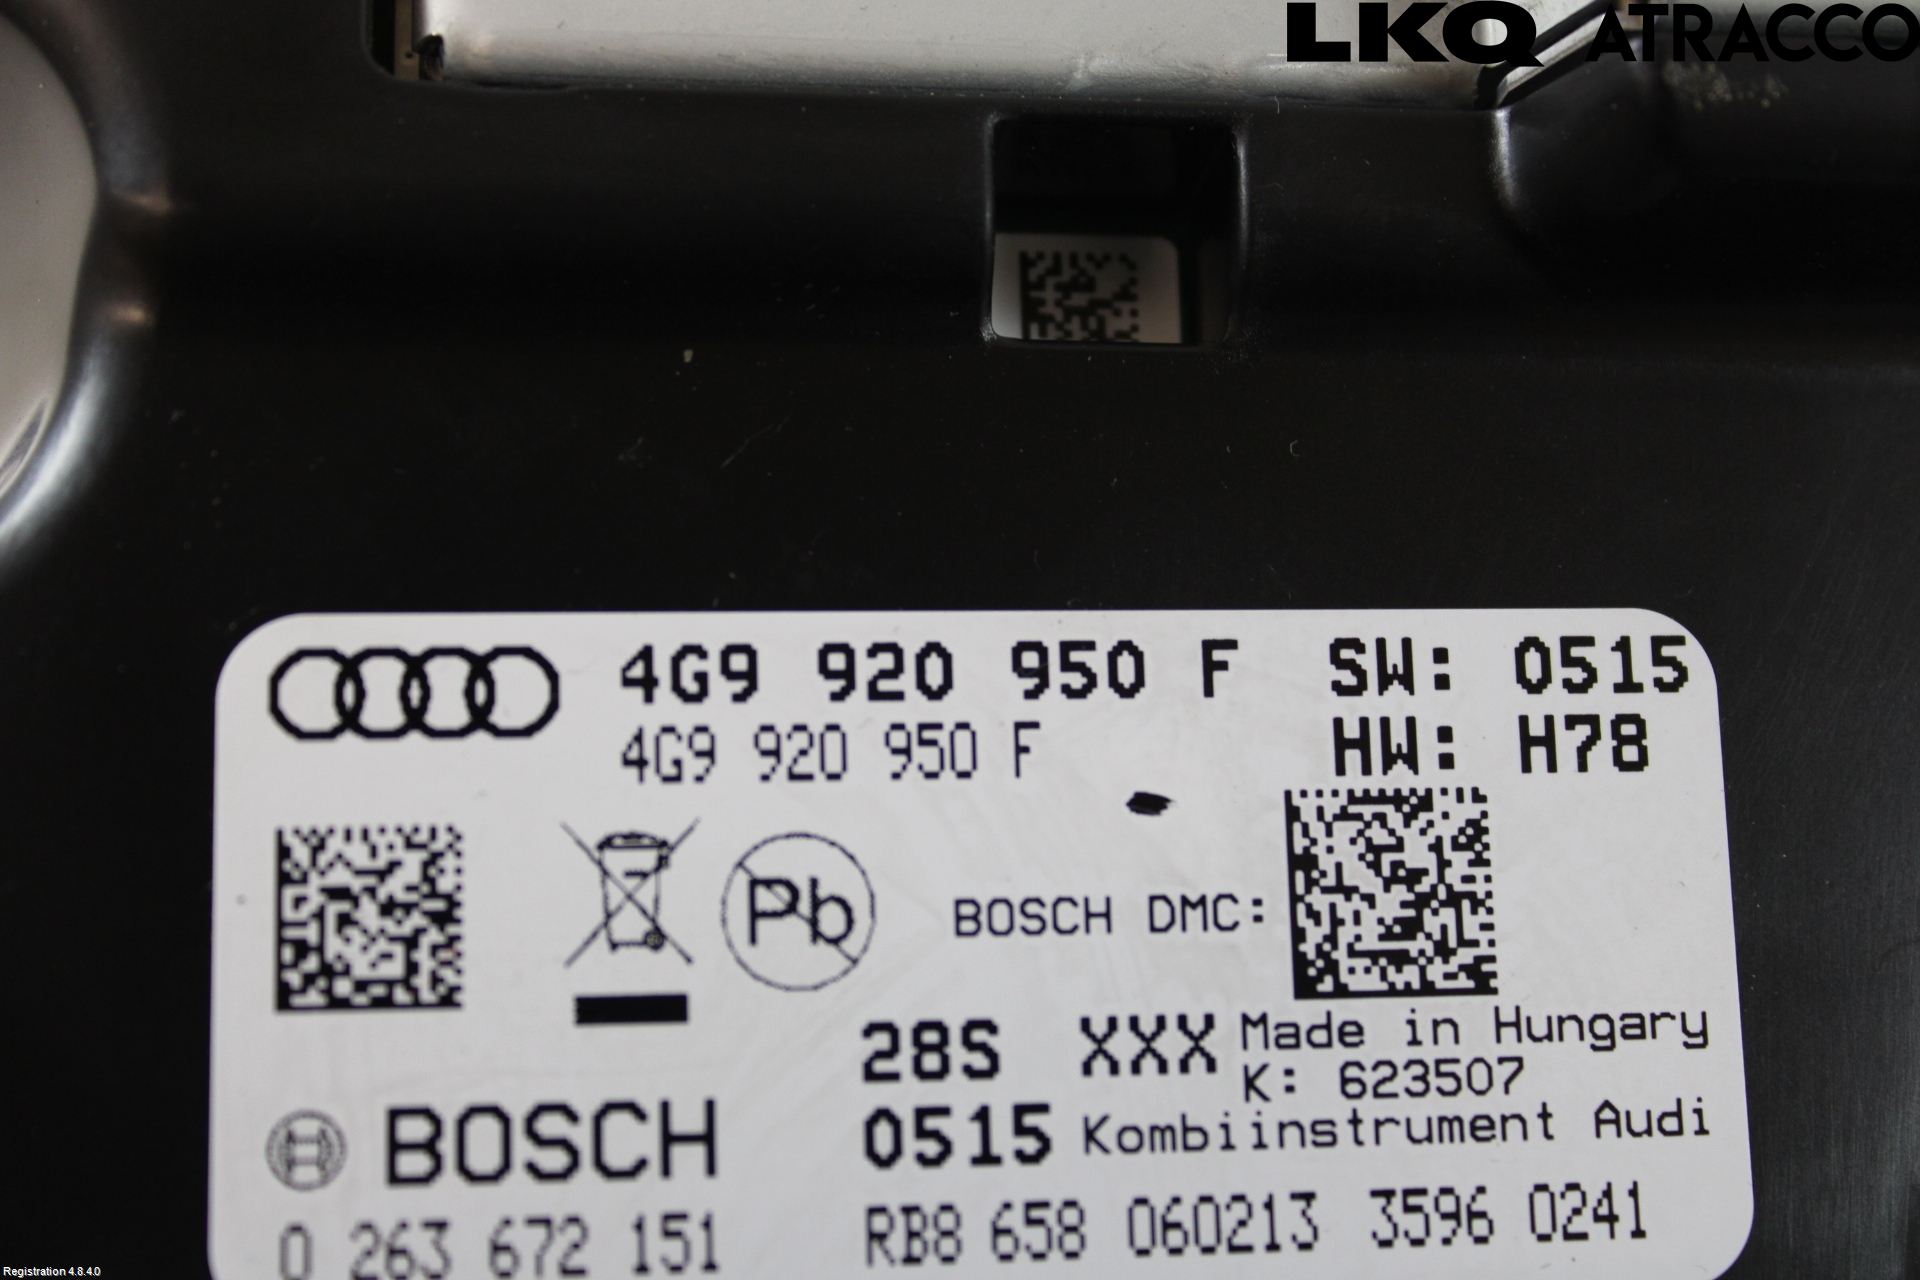 LKQ ATRACCO
4G9 920 950 F SW: 0515
4G9 920 950 F HW: H78
Pb
BOSCH DMC:
28S XXX Made in Hungary
K: 623507
BOSCH 0515 Kombiinstrument Audi
0 263 672 151 RB8 658 060213 3596 0241
Registration 4.8.4.0